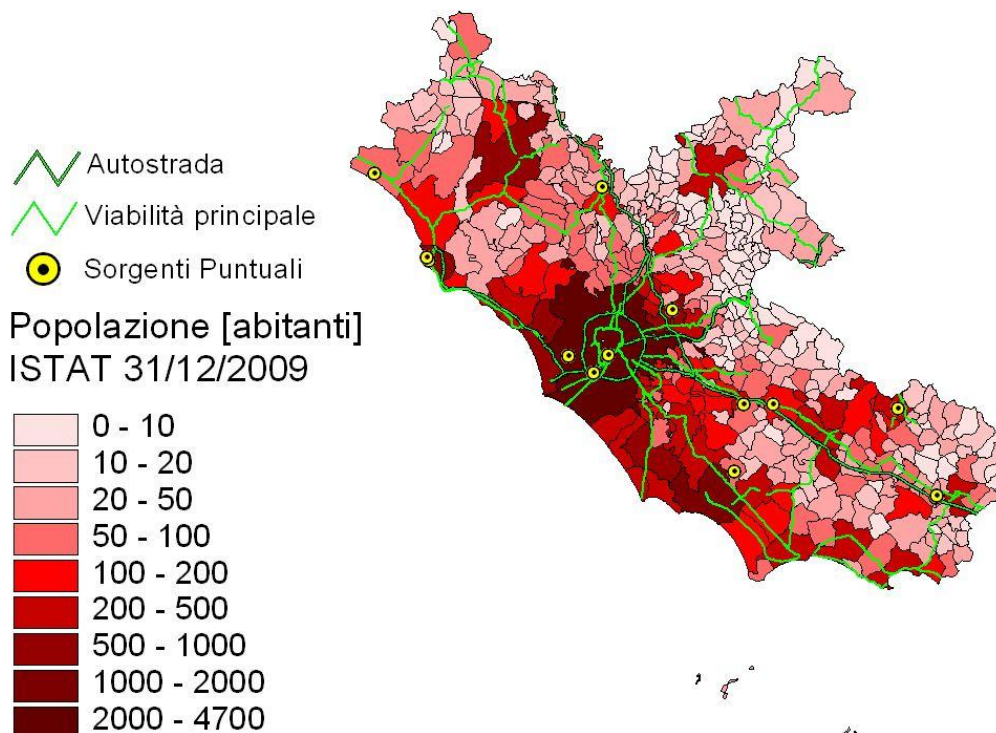 Autostrada
Viabilità principale
Sorgenti Puntuali
Popolazione [abitanti]
ISTAT 31/12/2009
0 - 10
10 - 20
20 - 50
50 - 100
100 - 200
200 - 500
500 - 1000
1000 - 2000
2000 - 4700